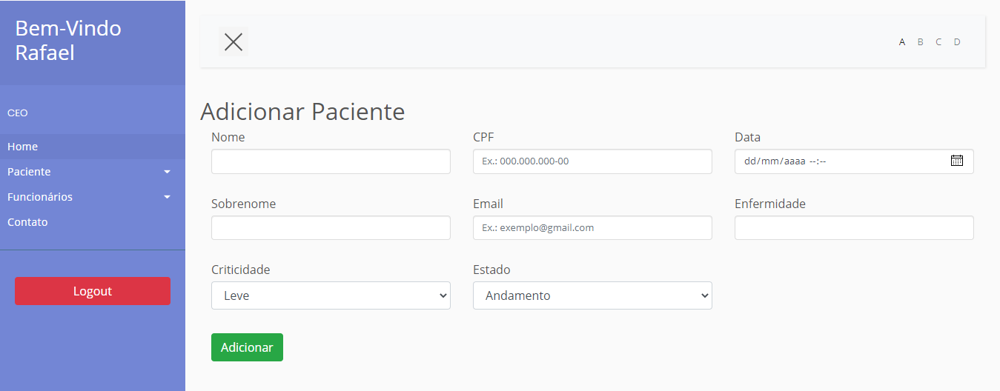 Bem-Vindo
Rafael
CEO
Home
Paciente
Funcionários
Contato
Logout
A B C D
Adicionar Paciente
Nome CPF Data
Ex.: 000.000.000-00 dd/mm/aaaa --:--
Sobrenome Email Enfermidade
Ex.: exemplo@gmail.com
Criticidade Estado
Leve Andamento
Adicionar